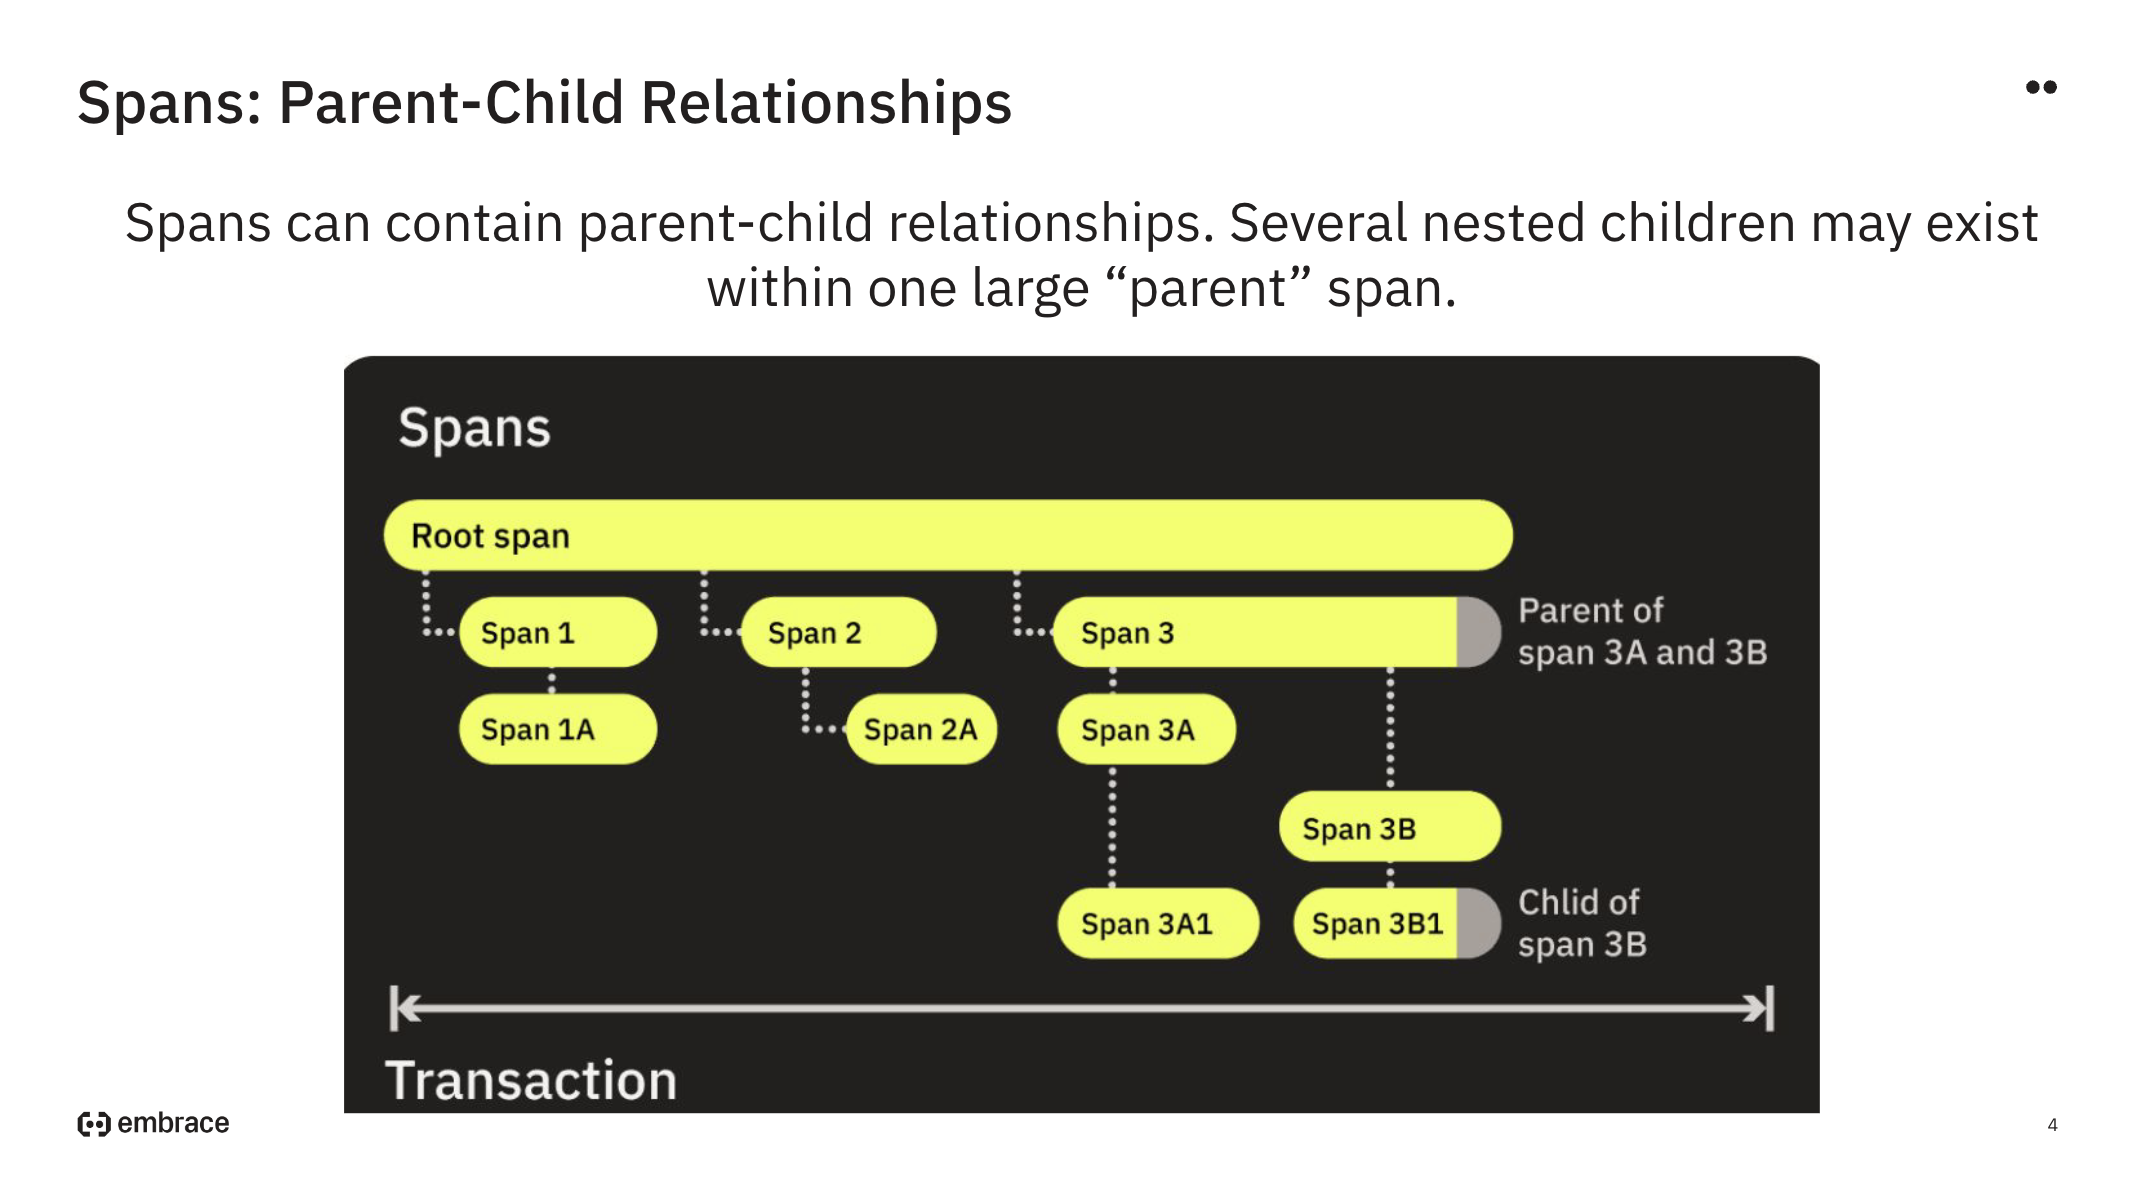 Spans: Parent-Child Relationships
Spans can contain parent-child relationships. Several nested children may exist
within one large “parent” span.
Spans
Root span
Span 1
Span 2
Span 3
Parent of
span 3A and 3B
Span 1A
Span 2A
Span 3A
Span 3B
Span 3A1
Span 3B1
Chlid of
span 3B
Transaction
embrace
4